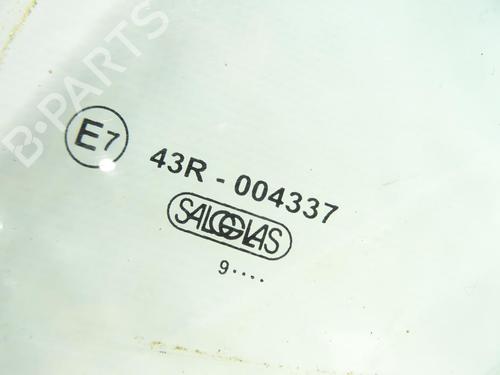 B-PARTS
E7
43R - 004337
SALGGLAS
9····